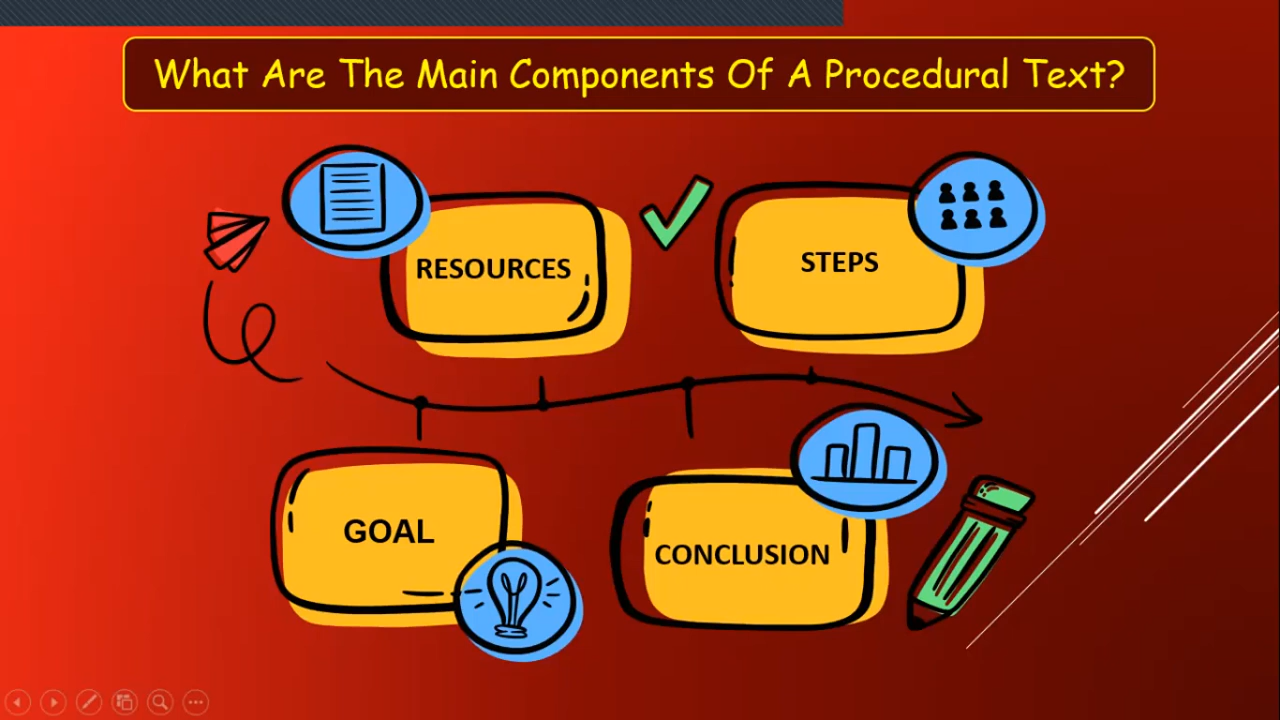 What Are The Main Components Of A Procedural Text?
RESOURCES
STEPS
GOAL
CONCLUSION